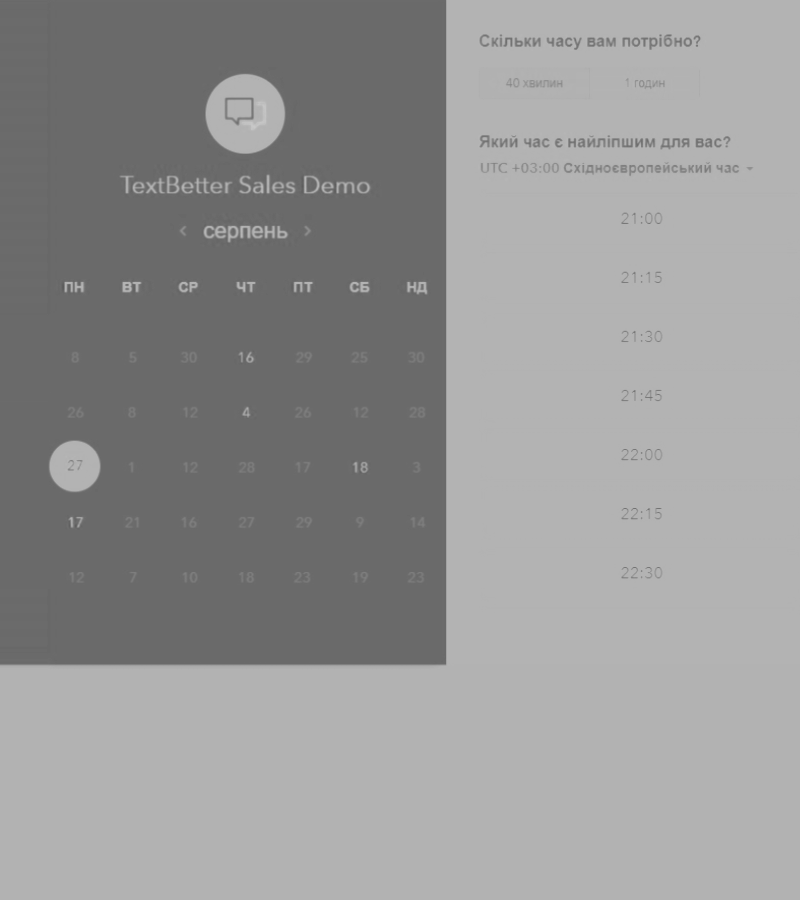 TextBetter Sales Demo
серпень
ПН ВТ СР ЧТ ПТ СБ НД
8 5 30 16 29 25 30
26 8 12 4 26 12 28
27 1 12 28 17 18 3
17 21 16 27 29 9 14
12 7 10 18 23 19 23
Скільки часу вам потрібно?
40 хвилин 1 годин
Який час є найліпшим для вас?
UTC +03:00 Східноєвропейський час
21:00
21:15
21:30
21:45
22:00
22:15
22:30